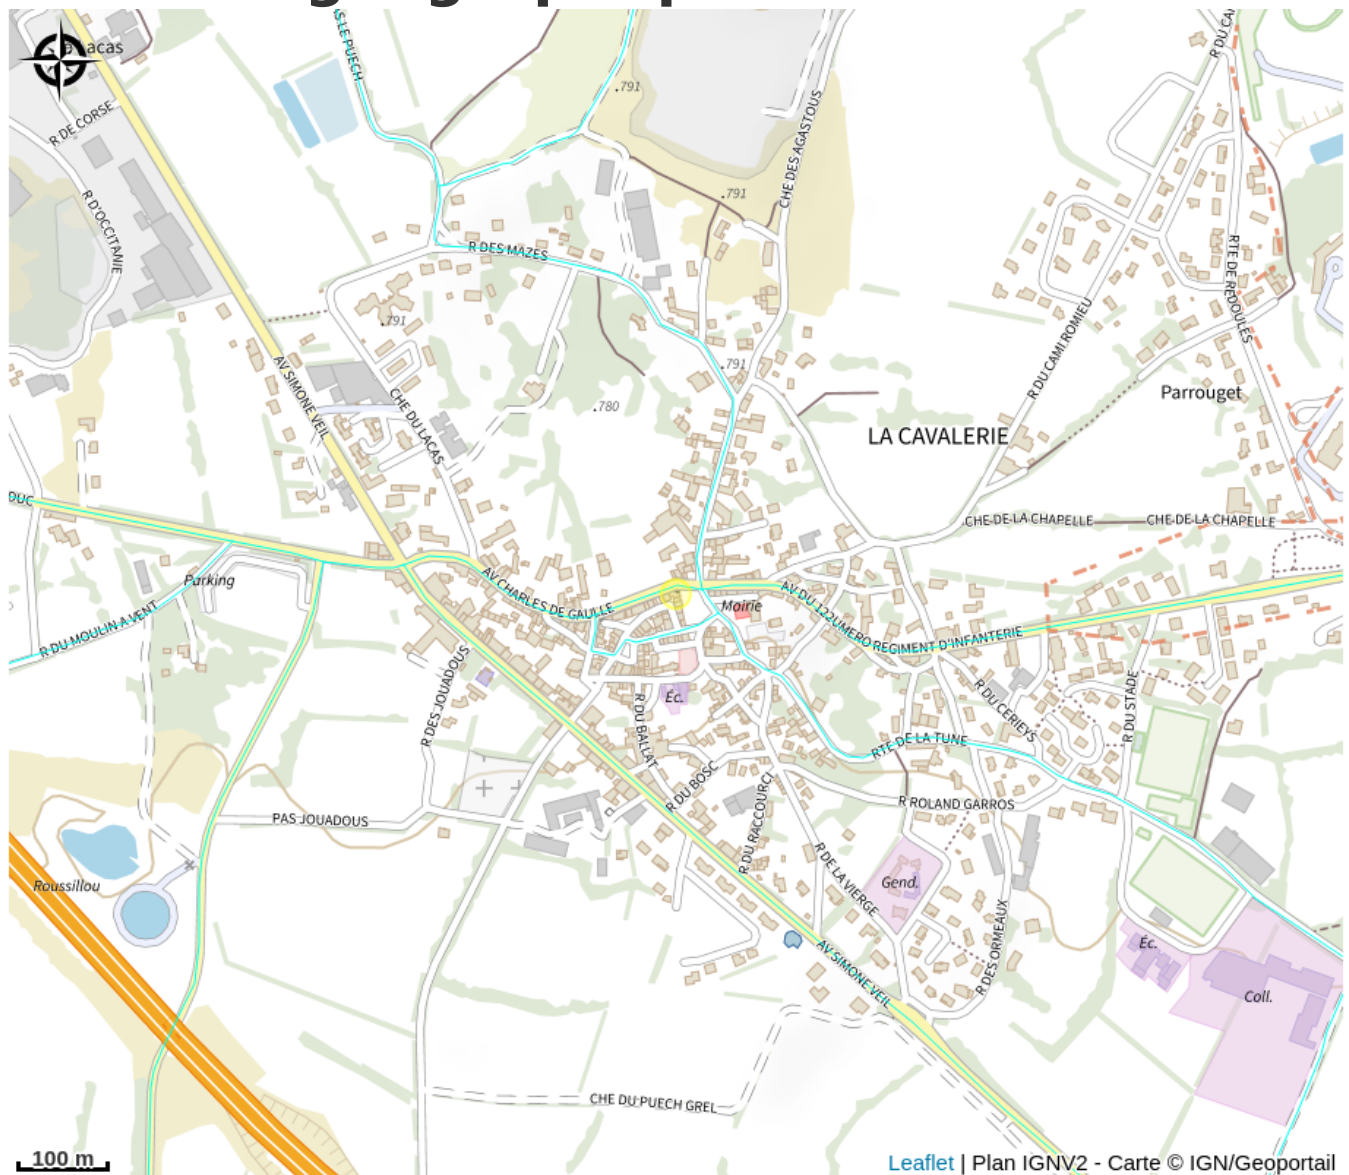 acas
R DE CORSE
R D'OCCITANIE
S LE PUECH
.791
CHE DES AGASTOUS
.791
R DU CA
R DES MAZES
.791
RTE DE REDOULES
R DU CAMI ROMIEU
AV SIMONE VEIL
CHE DU LACAS
.791
.780
Parrouget
LA CAVALERIE
DUC
CHE DE LA CHAPELLE
CHE DE LA CHAPELLE
Parking
AV CHARLES DE GAULLE
Mairie
AV DU 122UMERO REGIMENT D'INFANTERIE
R DU MOULIN A VENT
R DES JOUADOUS
Éc.
R DU BALLAT
R DU CERIEYS
R DU STADE
RTE DE LA TUNE
R DU BOSC
R DU RACCOURCI
R ROLAND GARROS
PAS JOUADOUS
R DE LA VIERGE
Roussillou
Gend.
R DES ORMEAUX
Éc.
Coll.
AV SIMONE VEIL
CHE DU PUECH GREL
100 m
Leaflet | Plan IGNV2 - Carte © IGN/Geoportail